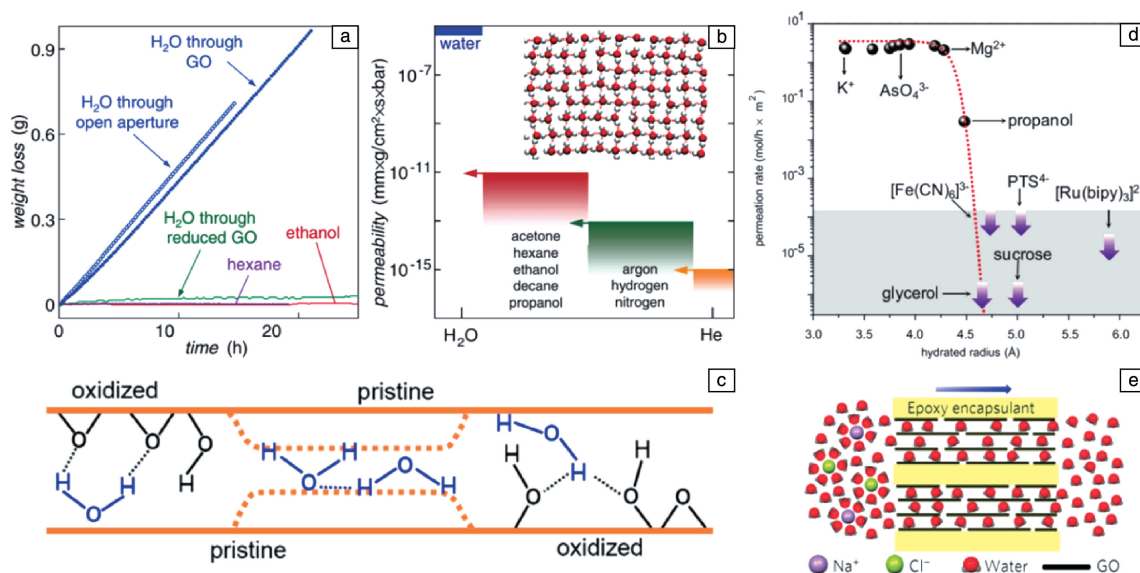 a
0.9
0.6
0.3
0
weight loss (g)
H₂O through
GO
H₂O through
open aperture
H₂O through
reduced GO
hexane
ethanol
0
10
20
time (h)
b
water
10⁻⁷
10⁻¹¹
10⁻¹⁵
permeability (mm×g/cm²×s×bar)
acetone
hexane
ethanol
decane
propanol
argon
hydrogen
nitrogen
H₂O
He
d
10¹
10⁻¹
10⁻⁴
10⁻⁵
permeation rate (mol/h × m²)
K⁺
AsO₄³⁻
Mg²⁺
propanol
[Fe(CN)₆]³⁻
PTS⁴⁻
[Ru(bipy)₃]²
sucrose
glycerol
3.0
3.5
4.0
4.5
5.0
5.5
6.0
hydrated radius (Å)
c
oxidized
pristine
O
O
O
H
H
H
O
H
H
O
H
O
H
H
O
H
O
H
H
O
O
O
pristine
oxidized
e
Epoxy encapsulant
Na⁺
Cl⁻
Water
GO